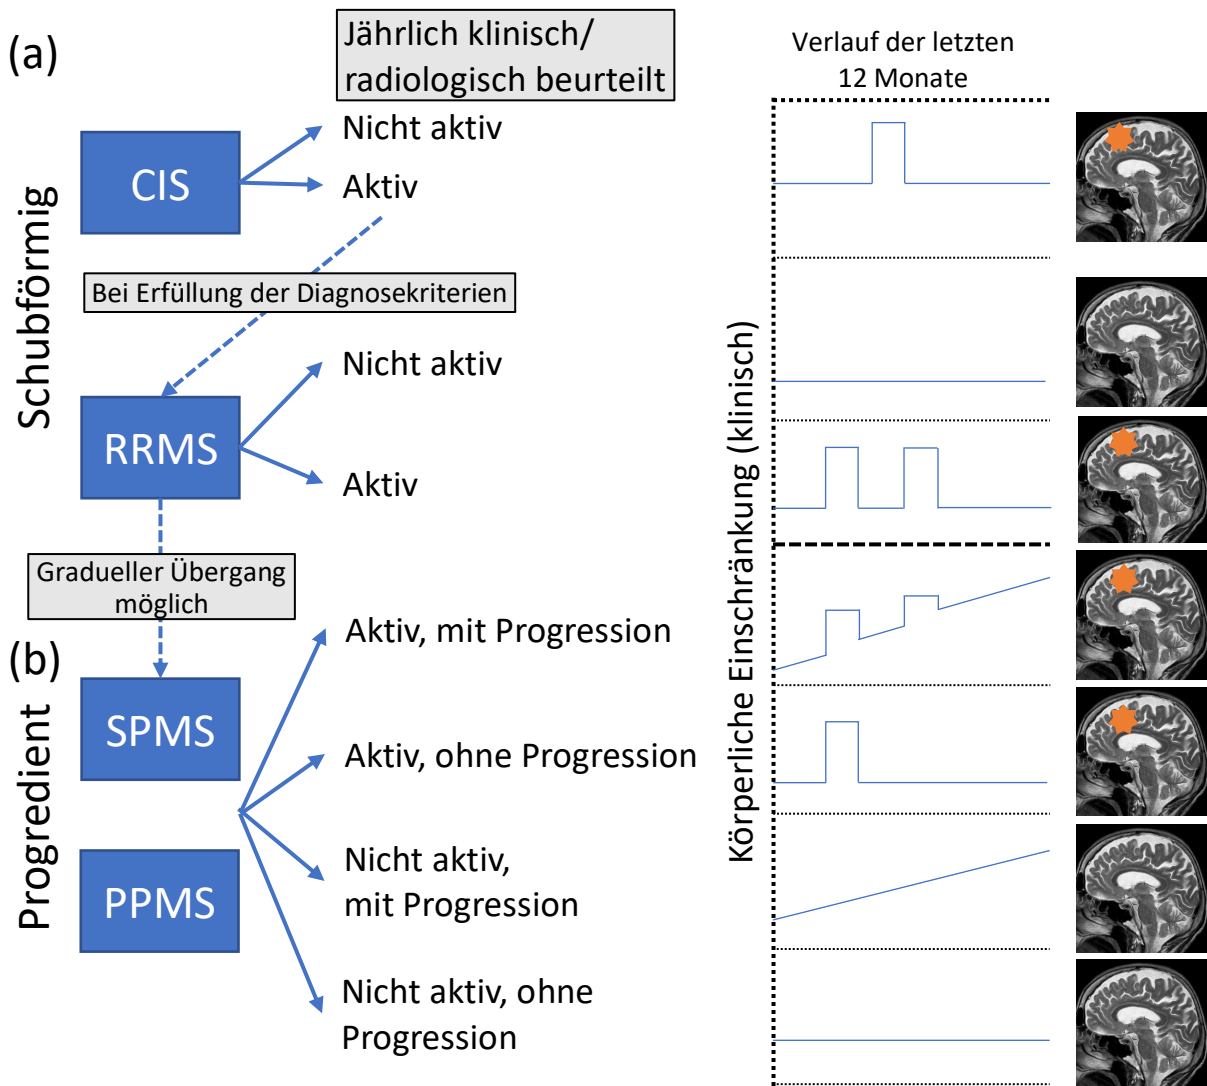 (a)
Jährlich klinisch/
radiologisch beurteilt
Verlauf der letzten
12 Monate
Schubförmig
CIS
Nicht aktiv
Aktiv
Bei Erfüllung der Diagnosekriterien
RRMS
Nicht aktiv
Aktiv
Gradueller Übergang
möglich
(b)
Progredient
SPMS
PPMS
Aktiv, mit Progression
Aktiv, ohne Progression
Nicht aktiv,
mit Progression
Nicht aktiv, ohne
Progression
Körperliche Einschränkung (klinisch)